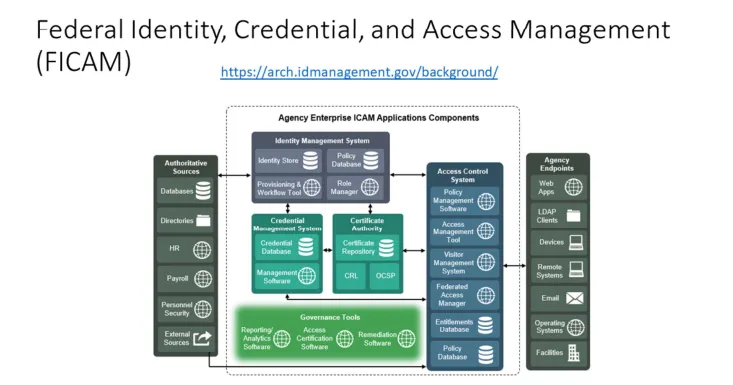 Federal Identity, Credential, and Access Management
(FICAM)
https://arch.idmanagement.gov/background/
Agency Enterprise ICAM Applications Components
Authoritative
Sources
Databases
Directories
HR
Payroll
Personnel
Security
External
Sources
Identity Management System
Identity Store
Policy
Database
Provisioning &
Workflow Tool
Role
Manager
Credential
Management System
Credential
Database
Management
Software
Certificate
Authority
Certificate
Repository
CRL
OCSP
Governance Tools
Reporting/
Analytics
Software
Access
Certification
Software
Remediation
Software
Access Control
System
Policy
Management
Software
Access
Management
Tool
Visitor
Management
System
Federated
Access
Manager
Entitlements
Database
Policy
Database
Agency
Endpoints
Web
Apps
LDAP
Clients
Devices
Remote
Systems
Email
Operating
Systems
Facilities